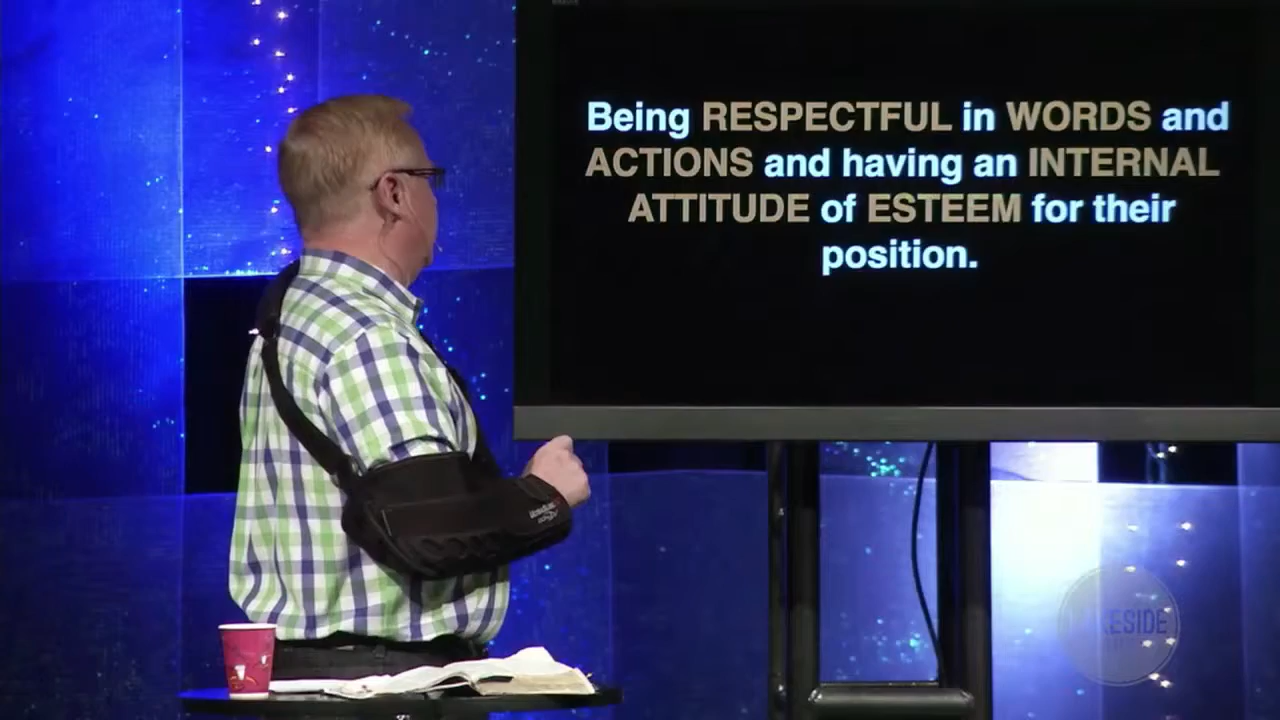 Being RESPECTFUL in WORDS and
ACTIONS and having an INTERNAL
ATTITUDE of ESTEEM for their
position.